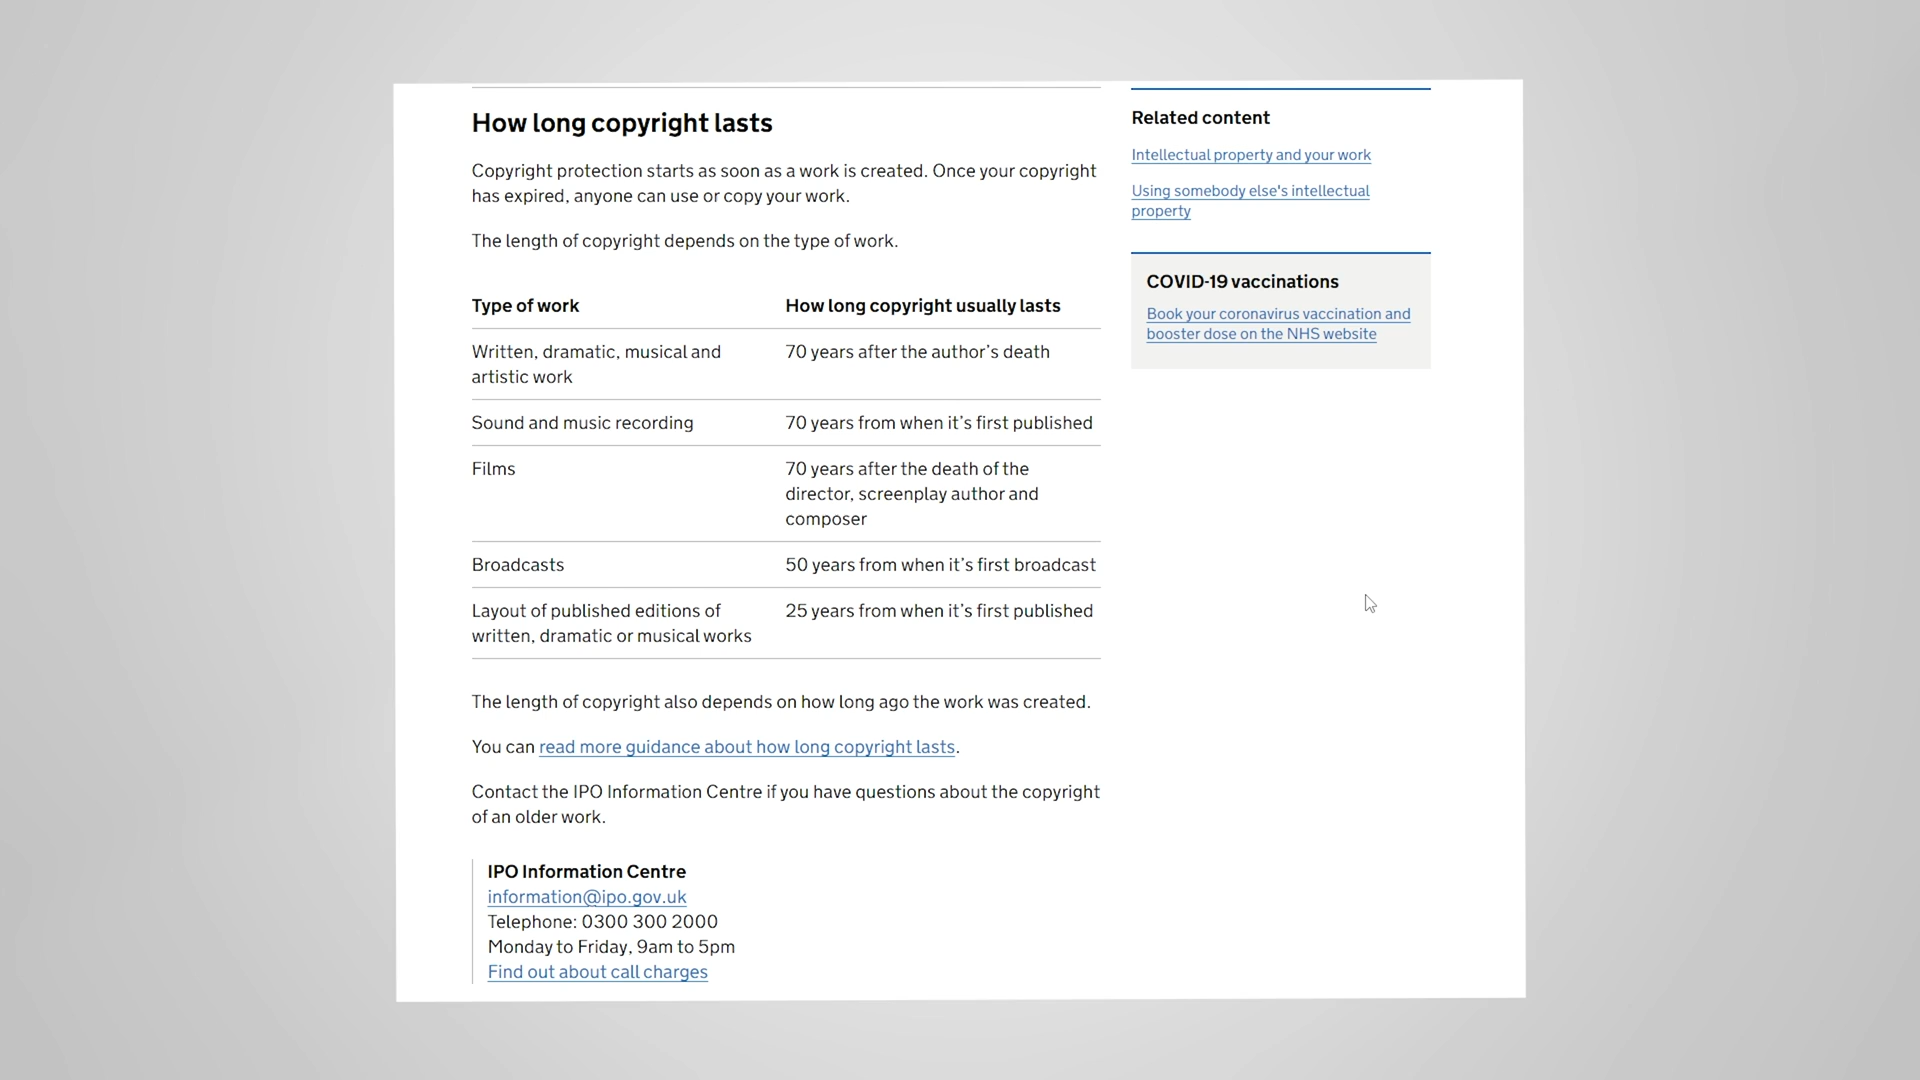 How long copyright lasts
Copyright protection starts as soon as a work is created. Once your copyright
has expired, anyone can use or copy your work.
The length of copyright depends on the type of work.
Type of work How long copyright usually lasts
Written, dramatic, musical and 70 years after the author's death
artistic work
Sound and music recording 70 years from when it's first published
Films 70 years after the death of the
director, screenplay author and
composer
Broadcasts 50 years from when it's first broadcast
Layout of published editions of 25 years from when it's first published
written, dramatic or musical works
The length of copyright also depends on how long ago the work was created.
You can read more guidance about how long copyright lasts.
Contact the IPO Information Centre if you have questions about the copyright
of an older work.
IPO Information Centre
information@ipo.gov.uk
Telephone: 0300 300 2000
Monday to Friday, 9am to 5pm
Find out about call charges
Related content
Intellectual property and your work
Using somebody else's intellectual
property
COVID-19 vaccinations
Book your coronavirus vaccination and
booster dose on the NHS website